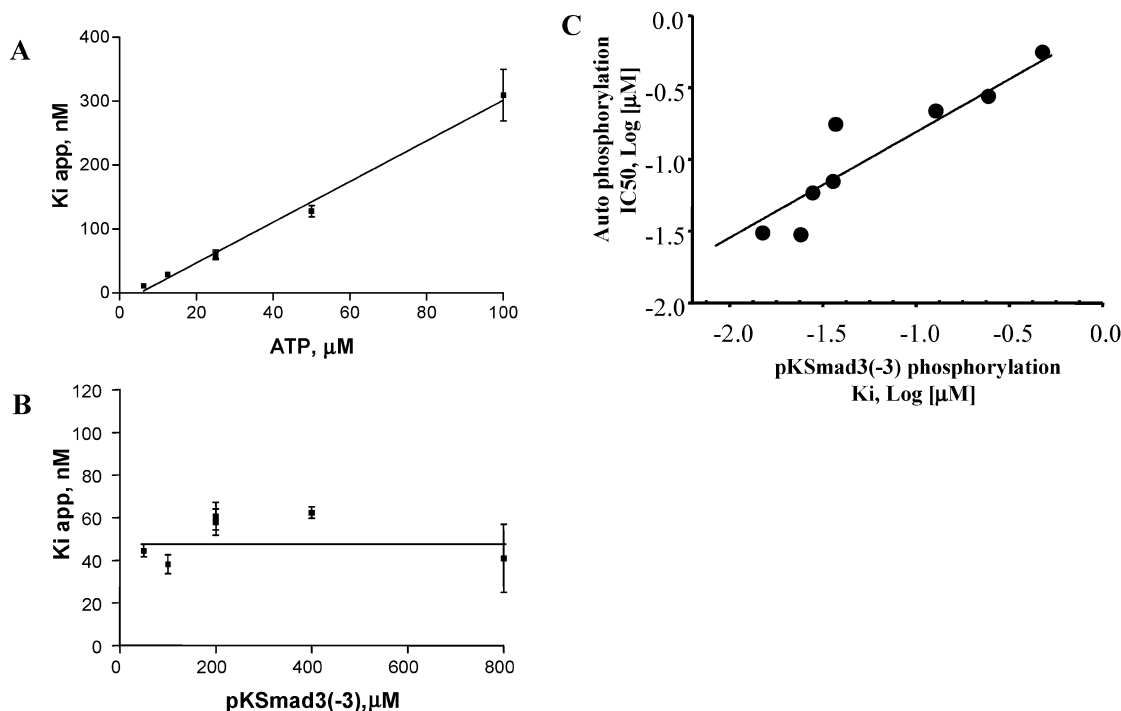 A
Ki app, nM
400
300
200
100
0
0 20 40 60 80 100
ATP, μM
B
Ki app, nM
120
100
80
60
40
20
0
0 200 400 600 800
pKSmad3(-3),μM
C
Auto phosphorylation
IC50, Log [μM]
0.0
-0.5
-1.0
-1.5
-2.0
-2.0 -1.5 -1.0 -0.5 0.0
pKSmad3(-3) phosphorylation
Ki, Log [μM]